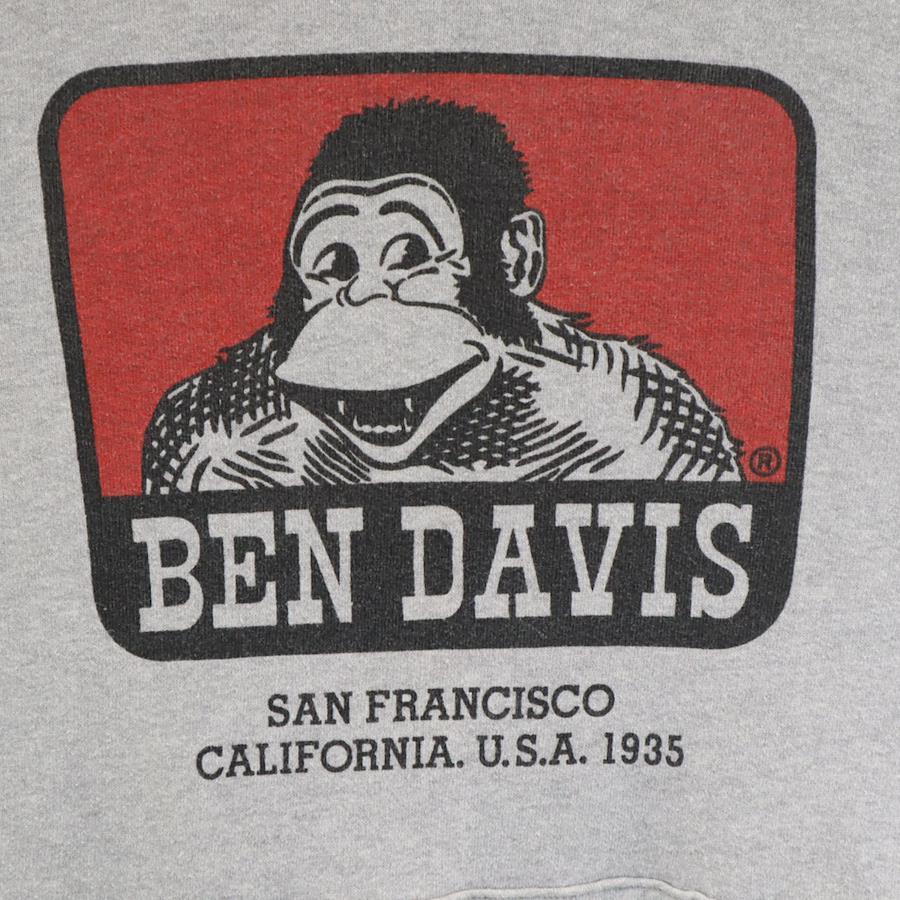 ®
BEN DAVIS
SAN FRANCISCO
CALIFORNIA. U.S.A. 1935